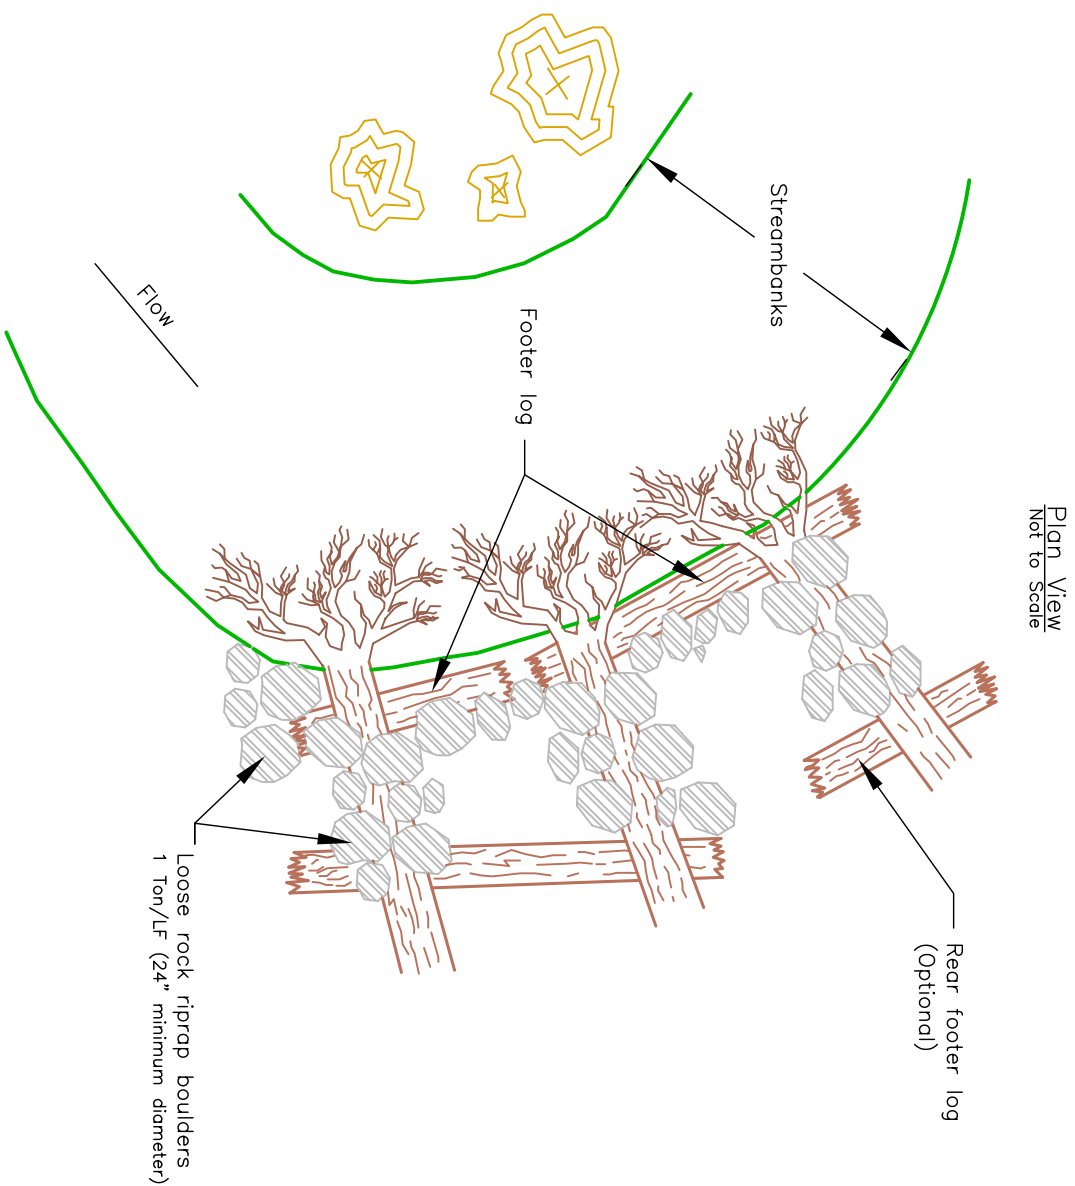 Plan View
Not to Scale
Streambanks
Flow
Footer log
Rear footer log
(Optional)
Loose rock riprap boulders
1 Ton/LF (24" minimum diameter)